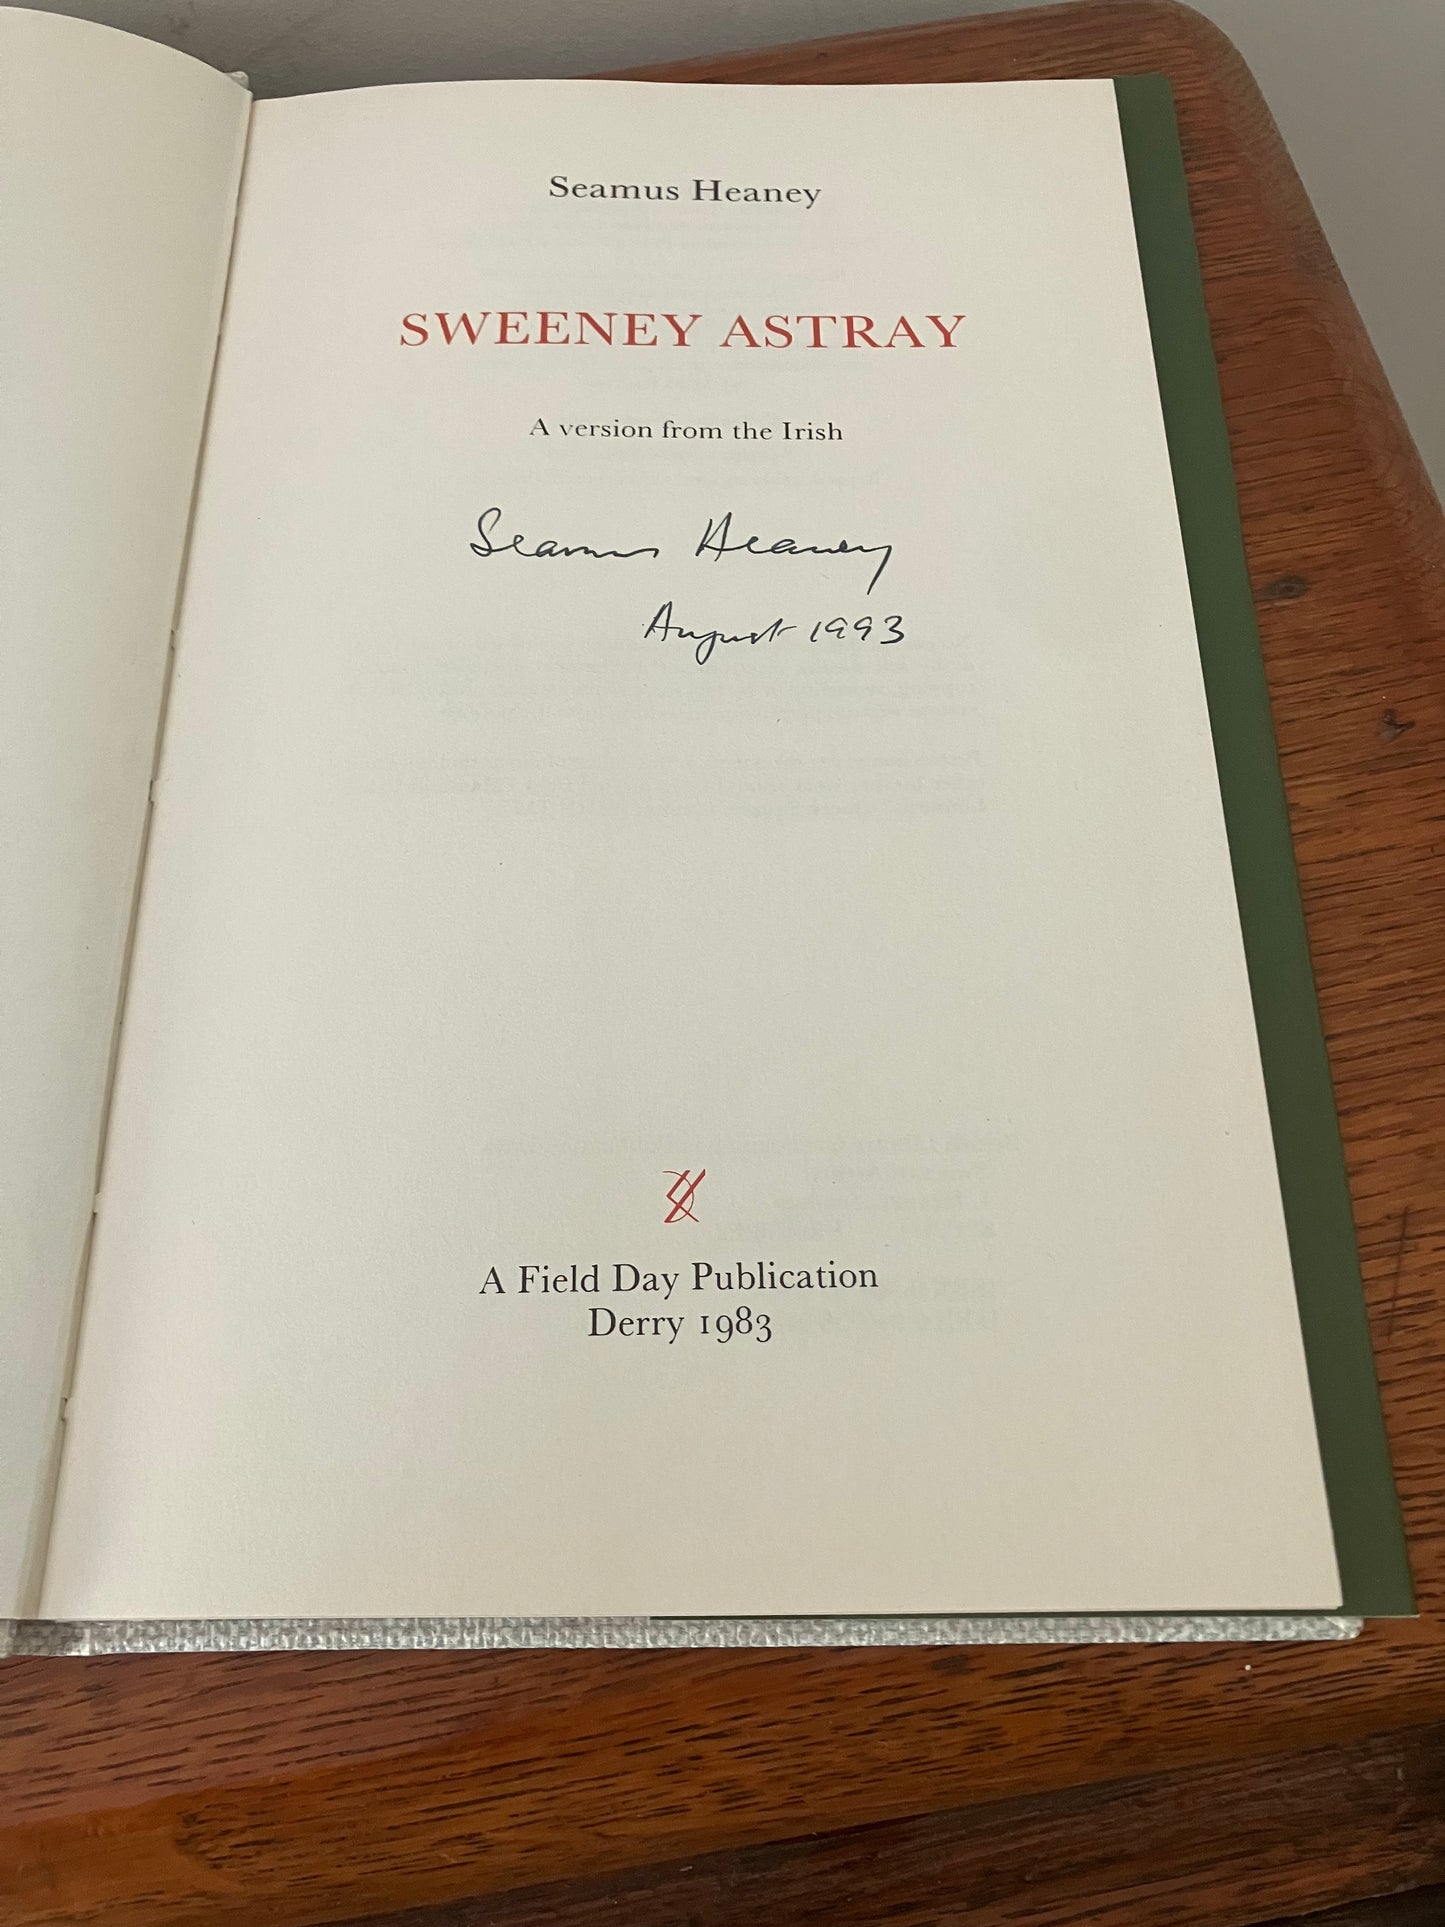 Seamus Heaney
SWEENEY ASTRAY
A version from the Irish
Seamus Heaney
August 1993
A Field Day Publication
Derry 1983